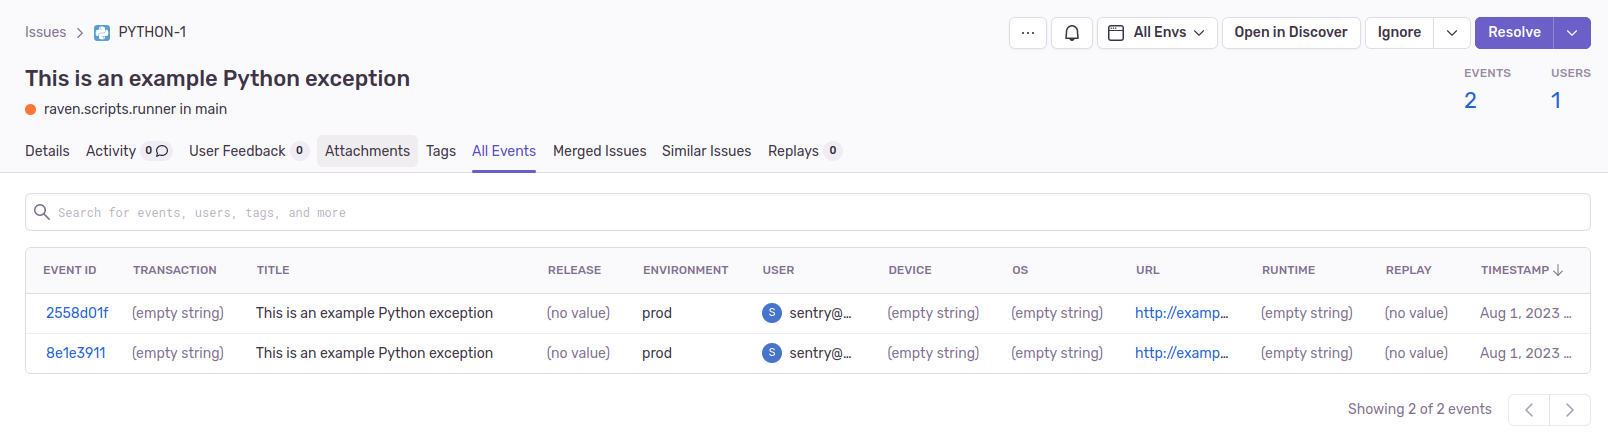 Issues > PYTHON-1 ... All Envs Open in Discover Ignore Resolve
This is an example Python exception EVENTS USERS
raven.scripts.runner in main 2 1
Details Activity 0 User Feedback 0 Attachments Tags All Events Merged Issues Similar Issues Replays 0
Search for events, users, tags, and more
EVENT ID TRANSACTION TITLE RELEASE ENVIRONMENT USER DEVICE OS URL RUNTIME REPLAY TIMESTAMP
2558d01f (empty string) This is an example Python exception (no value) prod S sentry@... (empty string) (empty string) http://examp... (empty string) (no value) Aug 1, 2023 ...
8e1e3911 (empty string) This is an example Python exception (no value) prod S sentry@... (empty string) (empty string) http://examp... (empty string) (no value) Aug 1, 2023 ...
Showing 2 of 2 events